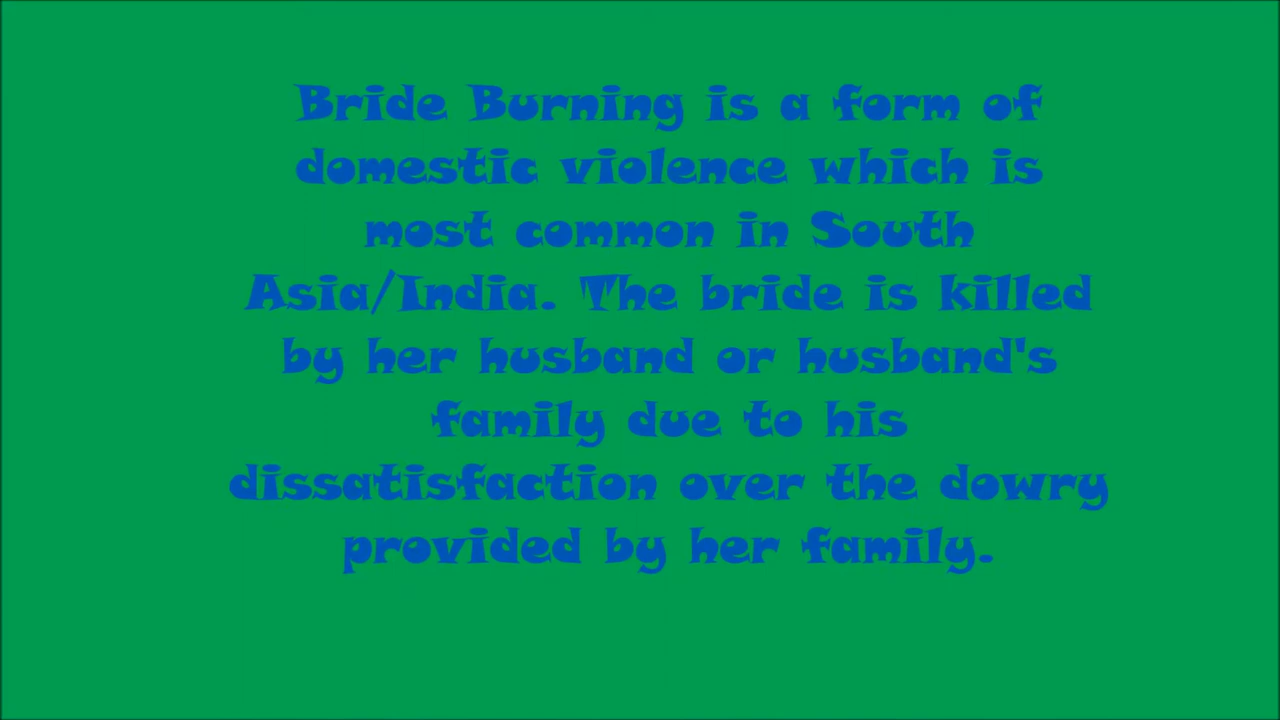 Bride Burning is a form of
domestic violence which is
most common in South
Asia/India. The bride is killed
by her husband or husband's
family due to his
dissatisfaction over the dowry
provided by her family.